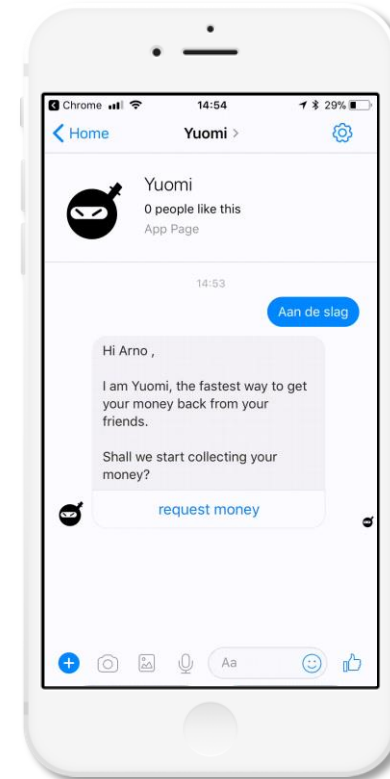 Chrome 14:54 29%
Home Yuomi >
Yuomi
0 people like this
App Page
14:53
Aan de slag
Hi Arno ,
I am Yuomi, the fastest way to get
your money back from your
friends.
Shall we start collecting your
money?
request money
Aa